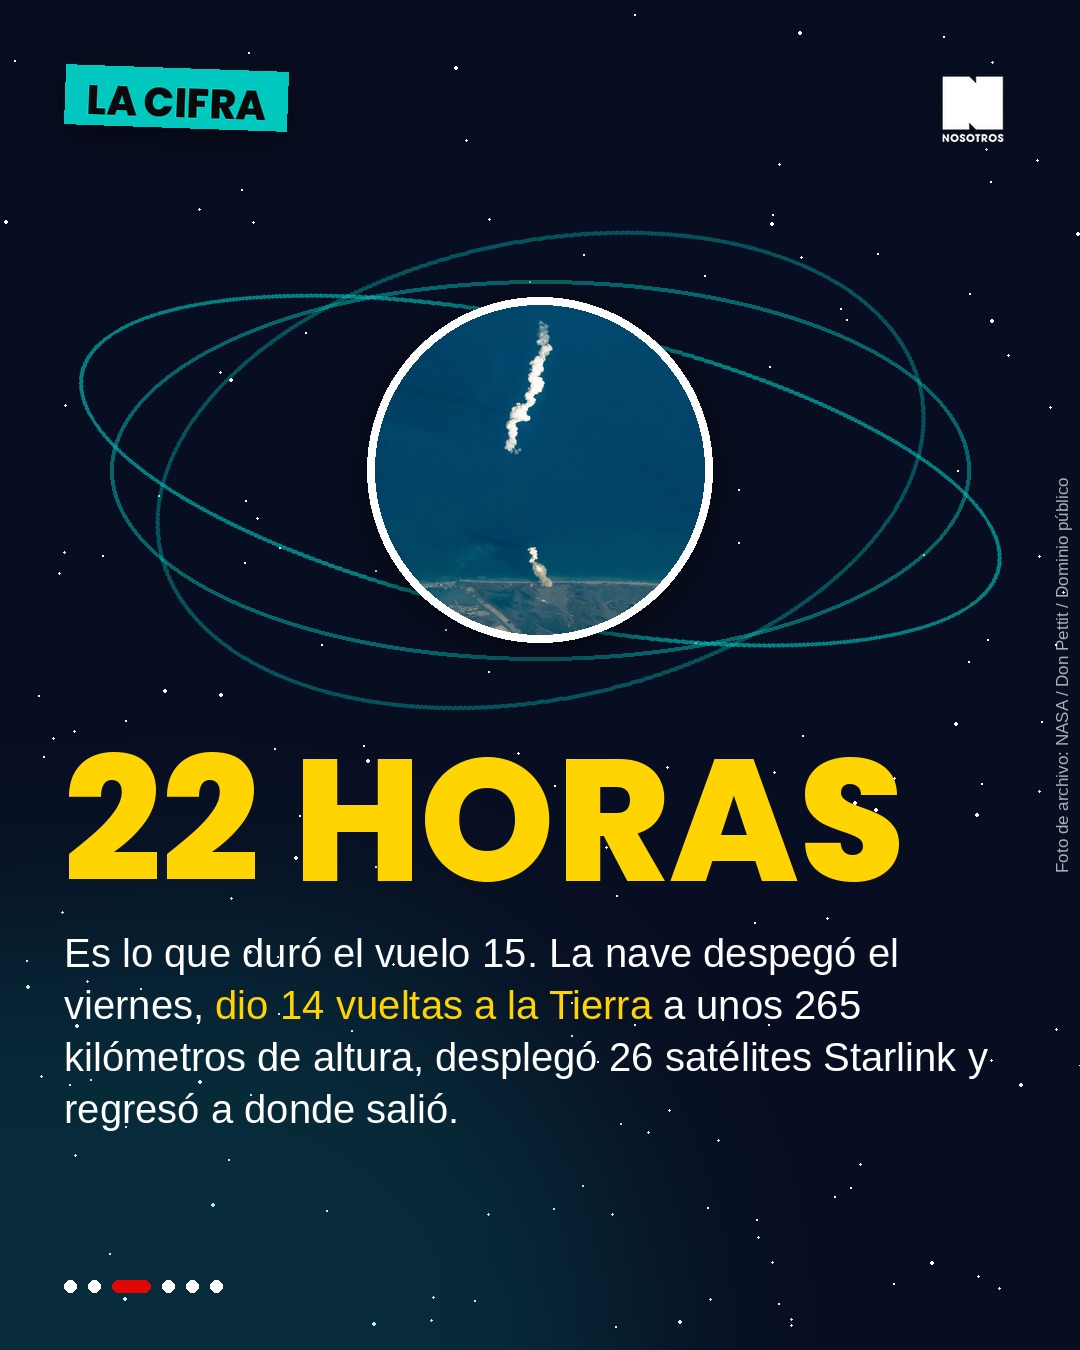 LA CIFRA
NOSOTROS
22 HORAS
Es lo que duró el vuelo 15. La nave despegó el
viernes, dio 14 vueltas a la Tierra a unos 265
kilómetros de altura, desplegó 26 satélites Starlink y
regresó a donde salió.
Foto de archivo: NASA / Don Pettit / Dominio público